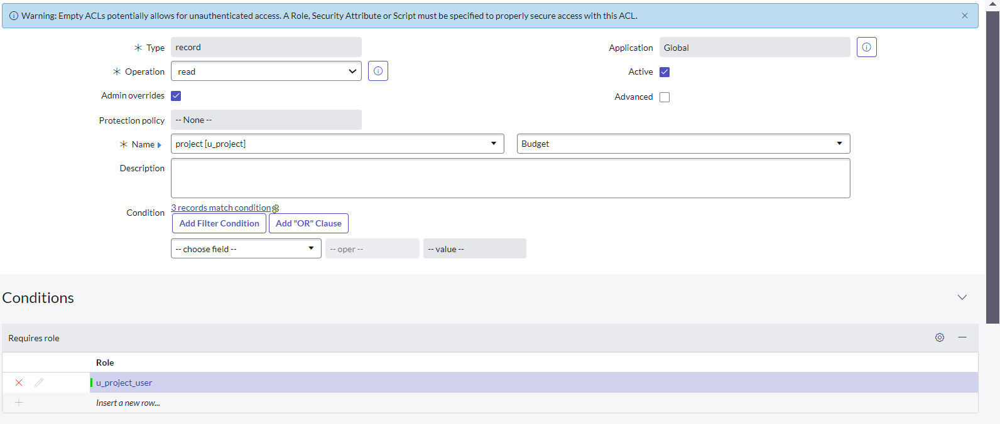 Warning: Empty ACLs potentially allows for unauthenticated access. A Role, Security Attribute or Script must be specified to properly secure access with this ACL.
Type record
Application Global
Operation read
Active
Admin overrides
Advanced
Protection policy -- None --
Name project [u_project] Budget
Description
Condition 3 records match condition
Add Filter Condition Add "OR" Clause
-- choose field -- -- oper -- -- value --
Conditions
Requires role
Role
u_project_user
Insert a new row...